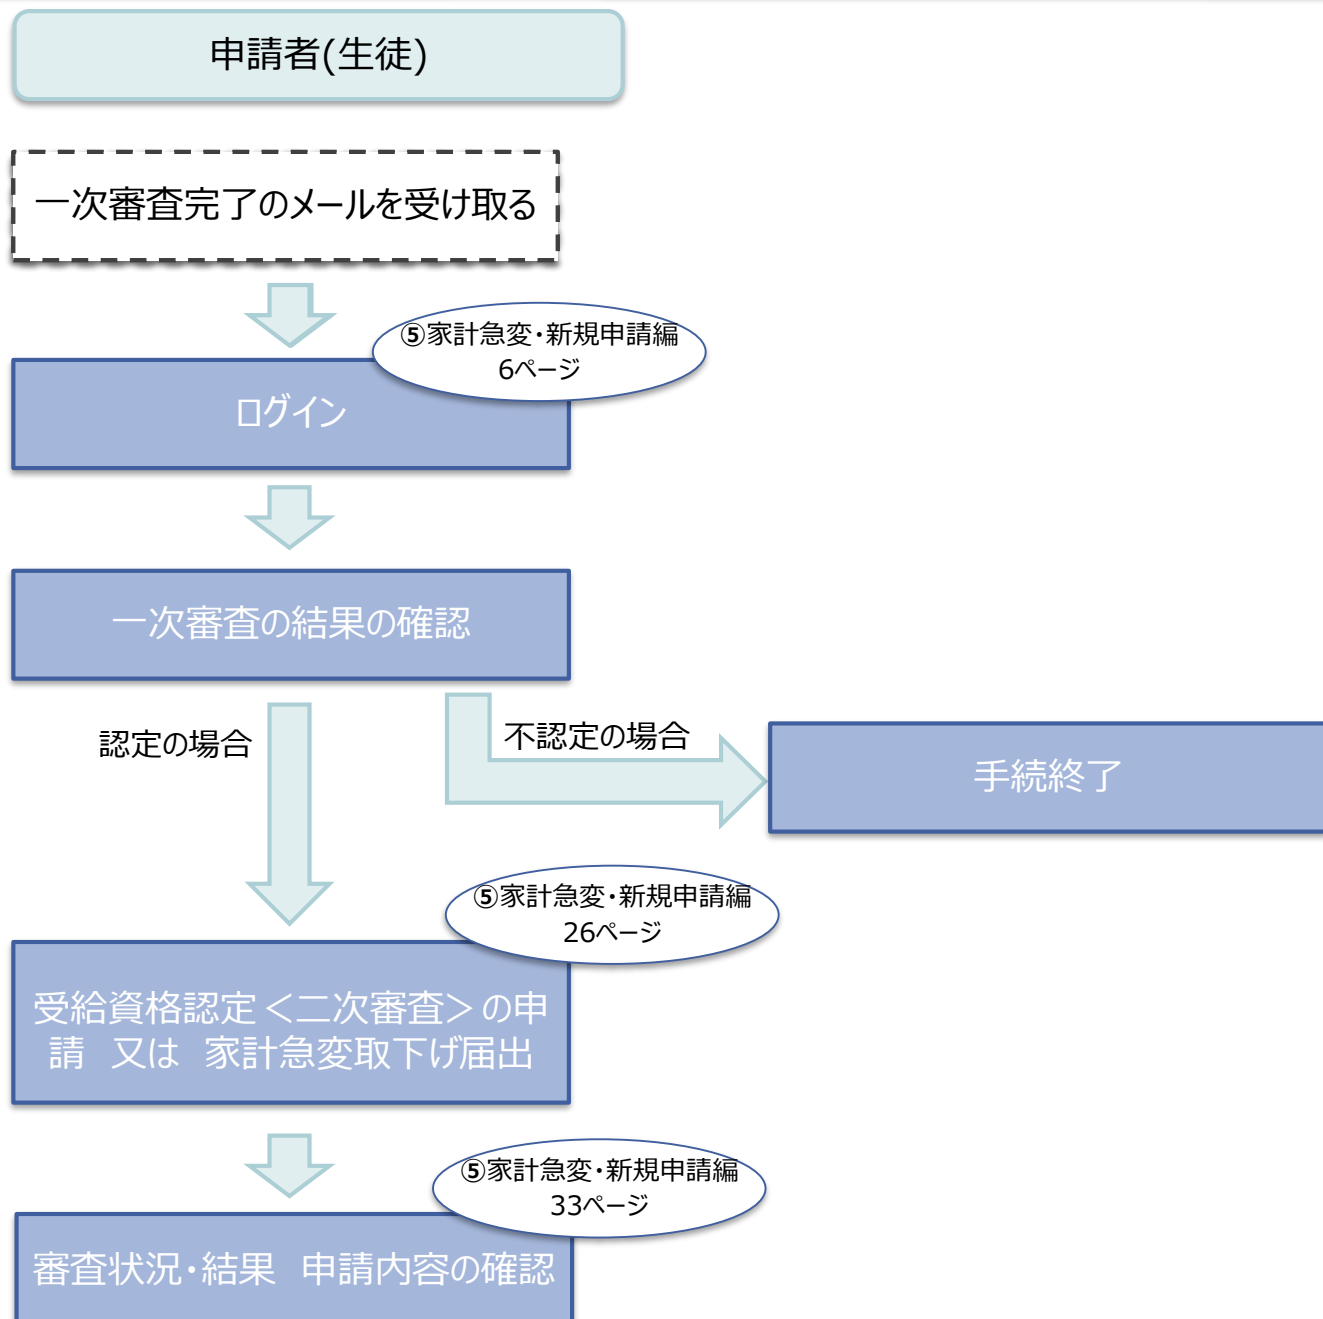 申請者(生徒)
一次審査完了のメールを受け取る
⑤家計急変・新規申請編
6ページ
ログイン
一次審査の結果の確認
認定の場合
不認定の場合
手続終了
⑤家計急変・新規申請編
26ページ
受給資格認定＜二次審査＞の申
請　又は　家計急変取下げ届出
⑤家計急変・新規申請編
33ページ
審査状況・結果　申請内容の確認